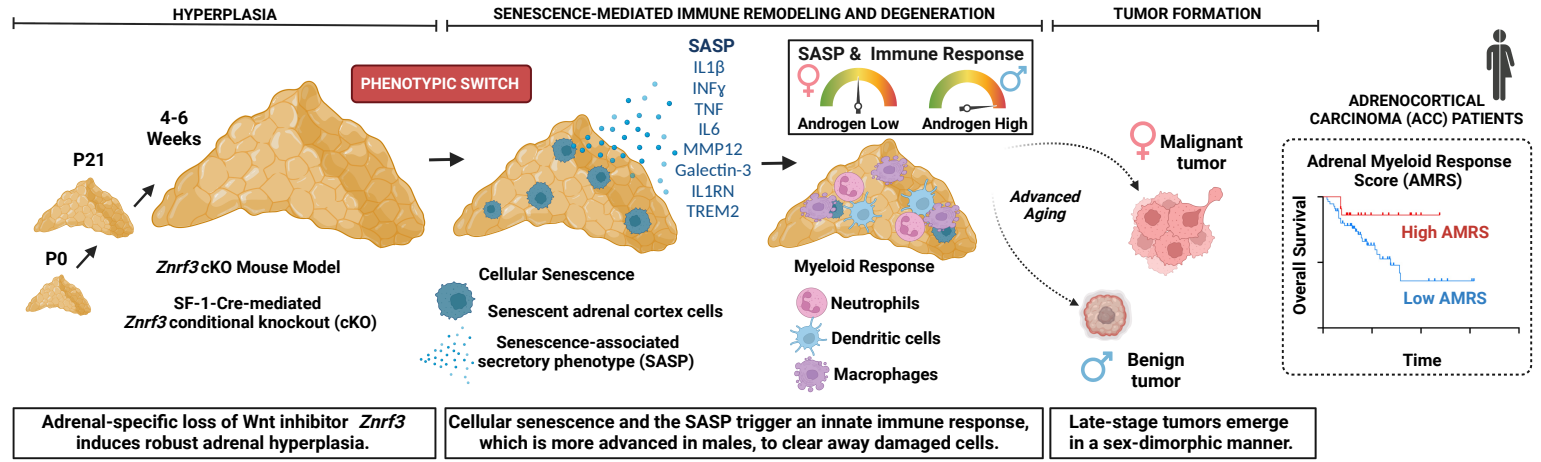 HYPERPLASIA
SENESCENCE-MEDIATED IMMUNE REMODELING AND DEGENERATION
TUMOR FORMATION
PHENOTYPIC SWITCH
4-6
Weeks
P21
P0
Znrf3 cKO Mouse Model
SF-1-Cre-mediated
Znrf3 conditional knockout (cKO)
SASP
IL1β
INFɣ
TNF
IL6
MMP12
Galectin-3
IL1RN
TREM2
Cellular Senescence
Senescent adrenal cortex cells
Senescence-associated
secretory phenotype (SASP)
SASP & Immune Response
♀
♂
Androgen Low
Androgen High
Myeloid Response
Neutrophils
Dendritic cells
Macrophages
Advanced
Aging
♀
Malignant
tumor
♂
Benign
tumor
ADRENOCORTICAL
CARCINOMA (ACC) PATIENTS
Adrenal Myeloid Response
Score (AMRS)
Overall Survival
High AMRS
Low AMRS
Time
Adrenal-specific loss of Wnt inhibitor Znrf3
induces robust adrenal hyperplasia.
Cellular senescence and the SASP trigger an innate immune response,
which is more advanced in males, to clear away damaged cells.
Late-stage tumors emerge
in a sex-dimorphic manner.